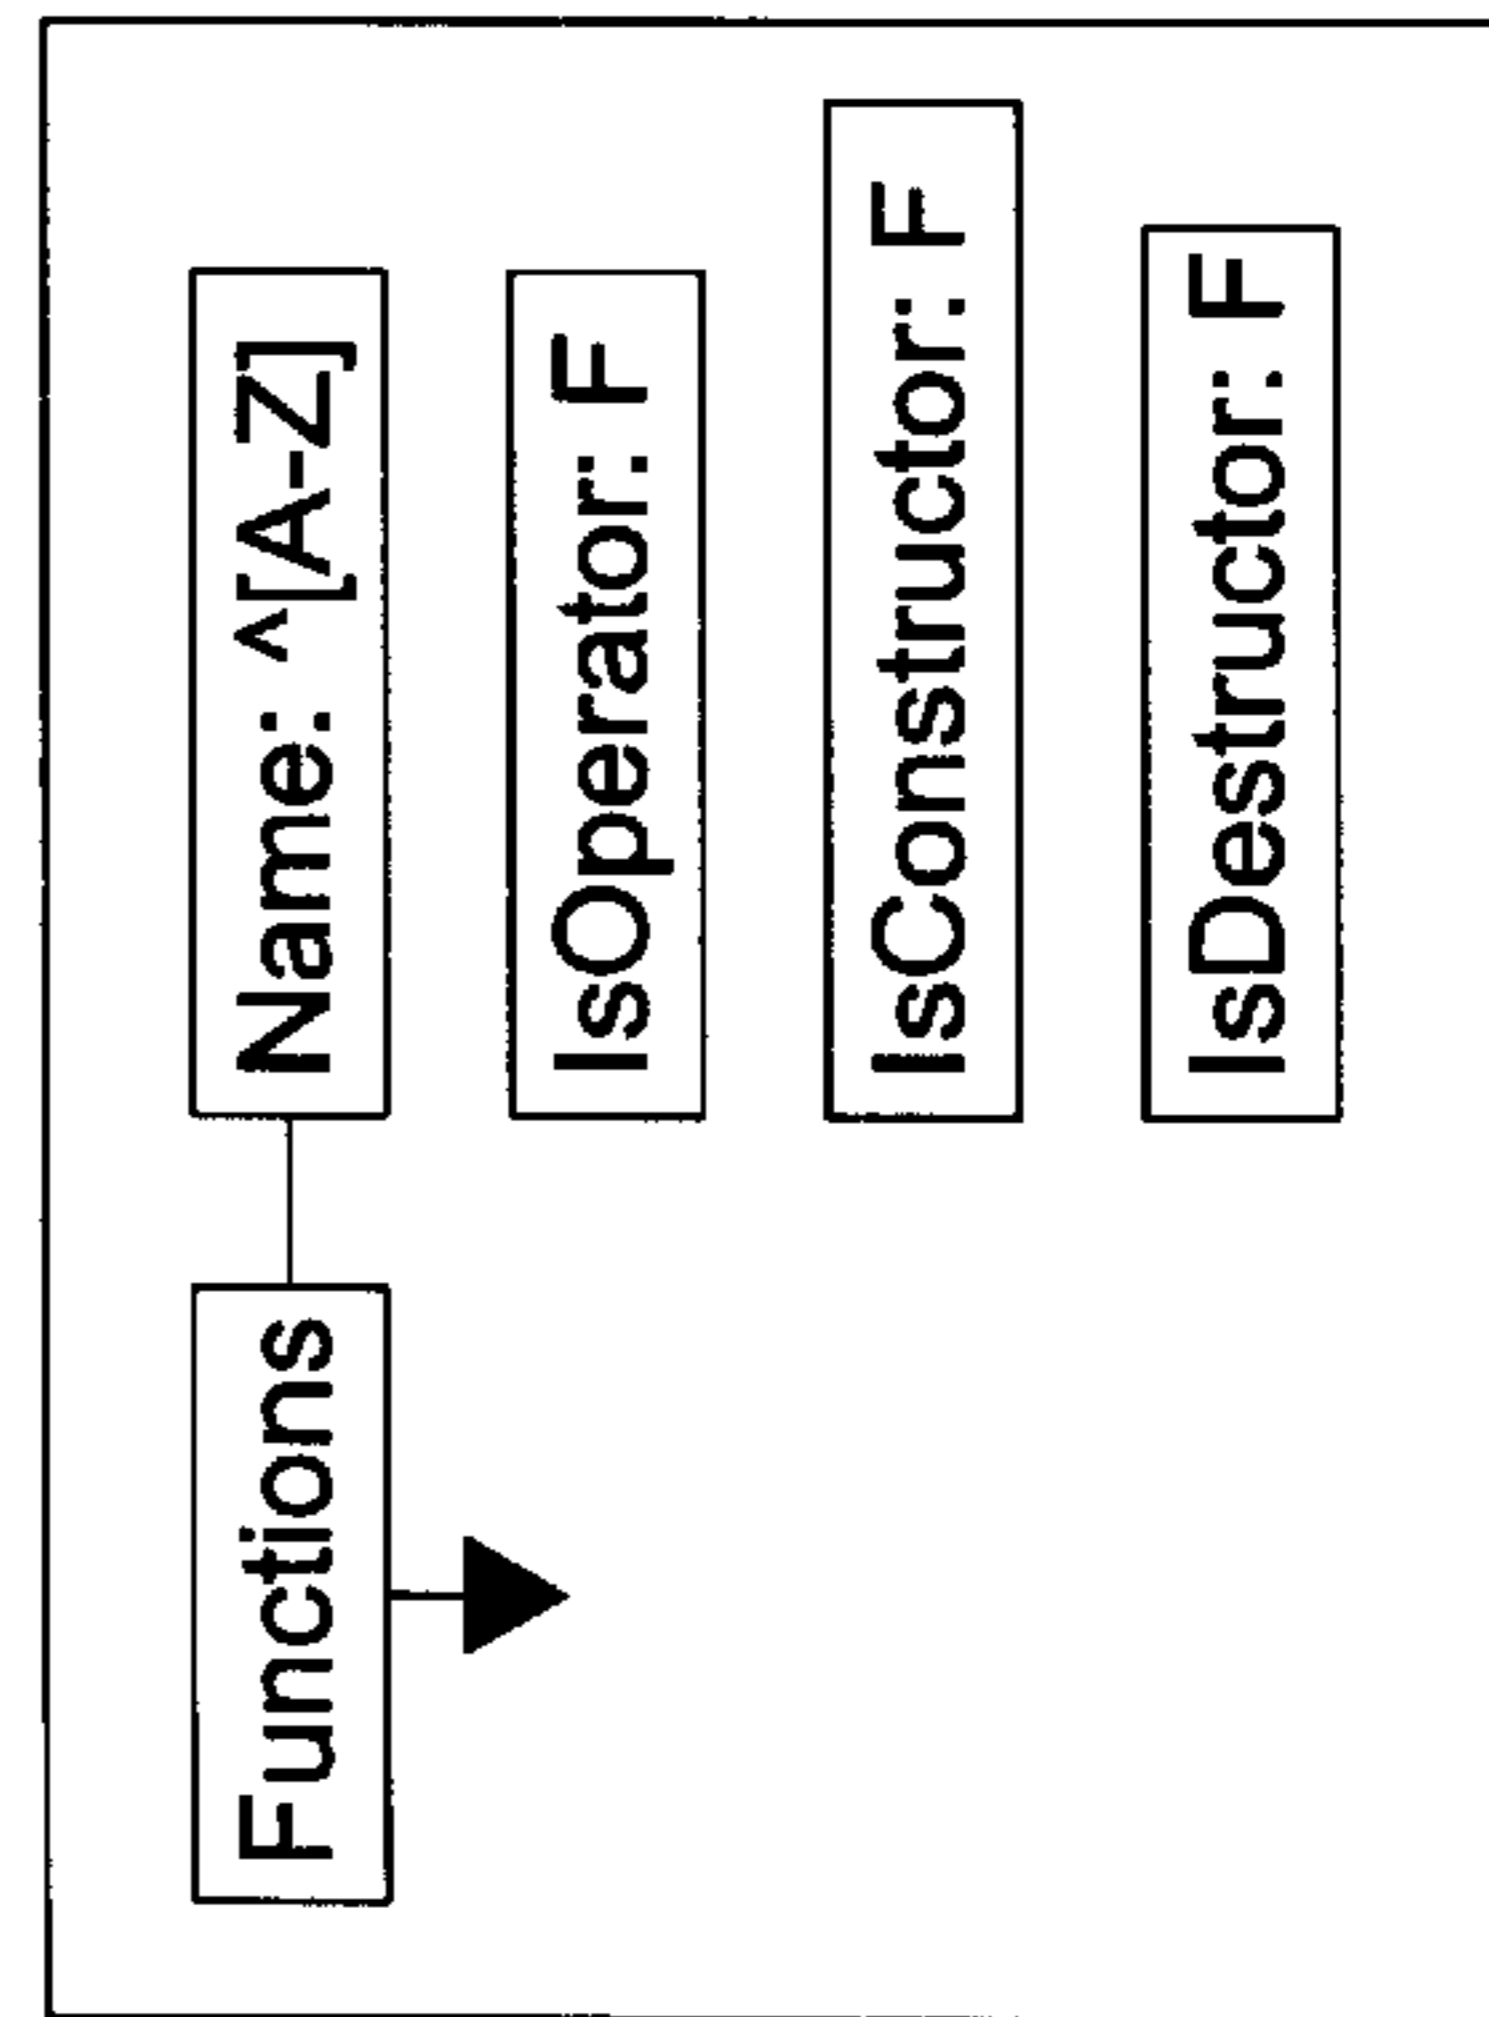 Functions
Name: ^[A-Z]
IsOperator: F
IsConstructor: F
IsDestructor: F